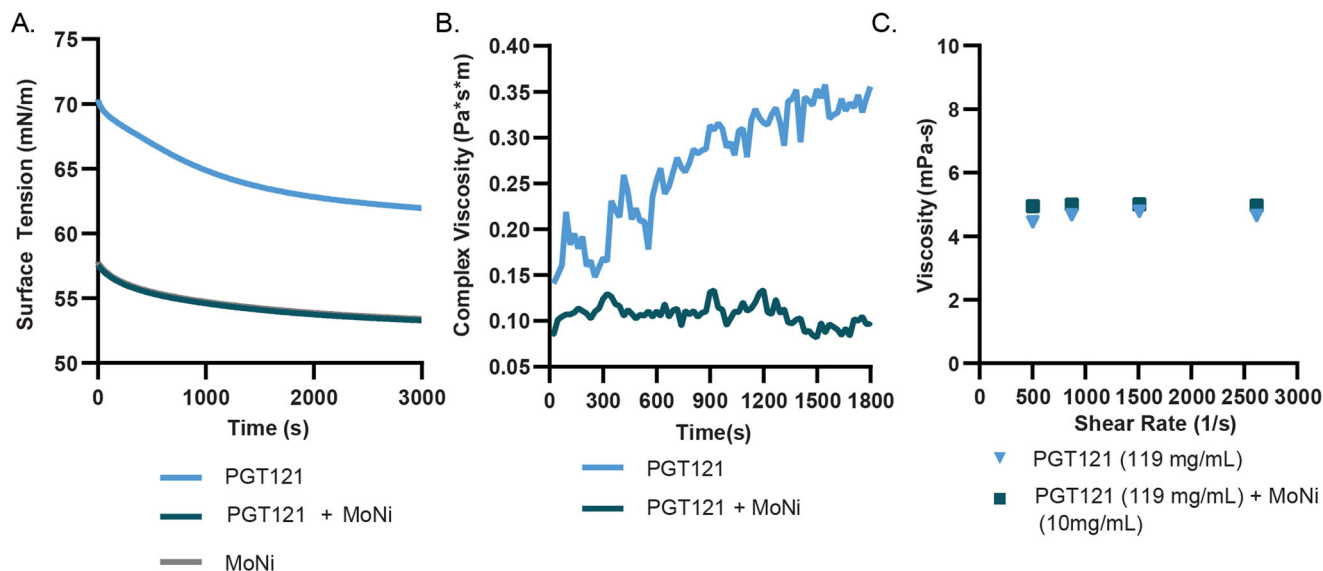 A.
75
70
65
60
55
50
Surface Tension (mN/m)
0 1000 2000 3000
Time (s)
PGT121
PGT121 + MoNi
MoNi
B.
0.40
0.35
0.30
0.25
0.20
0.15
0.10
0.05
Complex Viscosity (Pa*s*m)
0 300 600 900 1200 1500 1800
Time(s)
PGT121
PGT121 + MoNi
C.
10
8
6
4
2
0
Viscosity (mPa-s)
0 500 1000 1500 2000 2500 3000
Shear Rate (1/s)
PGT121 (119 mg/mL)
PGT121 (119 mg/mL) + MoNi
(10mg/mL)